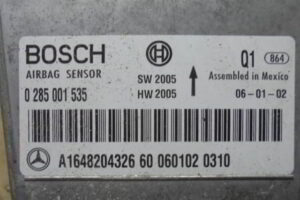 BOSCH
Q1 864
AIRBAG SENSOR
SW 2005
Assembled in Mexico
0 285 001 535
HW 2005
06-01-02
A1648204326 60 060102 0310